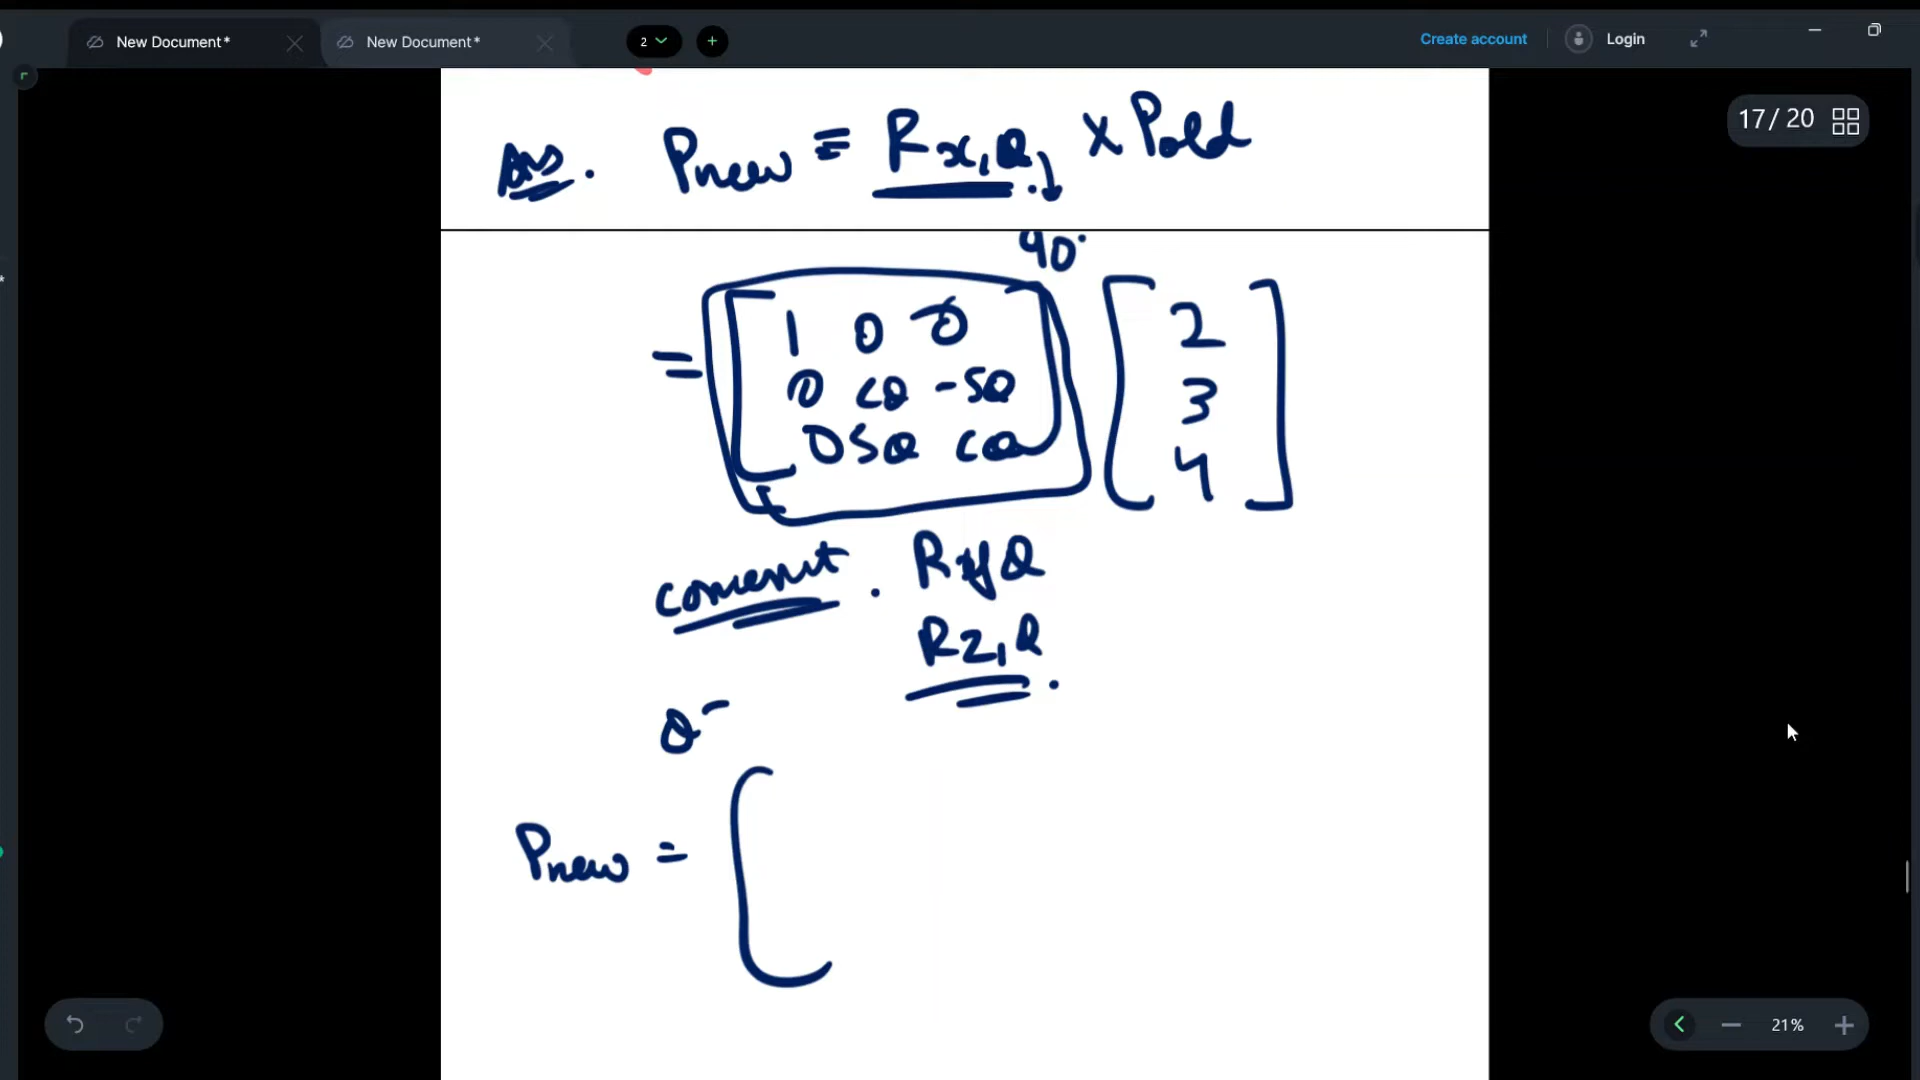 New Document* New Document* 2 + Create account Login
17/ 20
Ans. Pnew = Rx,θ × Pold
90°
= [ 1 0 0 ] [ 2 ]
0 cθ -sθ 3
0 sθ cθ 4
comment. Ryθ
Rz,θ.
θ-
Pnew = [
21%